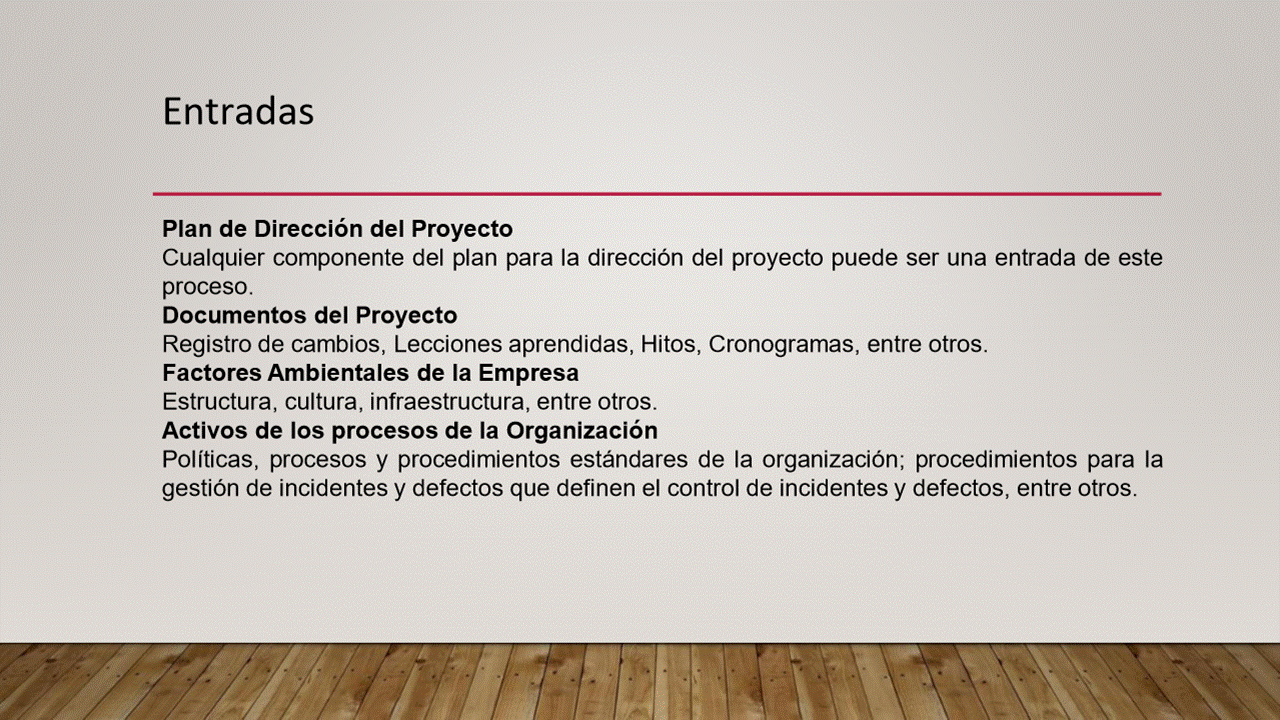 Entradas
Plan de Dirección del Proyecto
Cualquier componente del plan para la dirección del proyecto puede ser una entrada de este
proceso.
Documentos del Proyecto
Registro de cambios, Lecciones aprendidas, Hitos, Cronogramas, entre otros.
Factores Ambientales de la Empresa
Estructura, cultura, infraestructura, entre otros.
Activos de los procesos de la Organización
Políticas, procesos y procedimientos estándares de la organización; procedimientos para la
gestión de incidentes y defectos que definen el control de incidentes y defectos, entre otros.